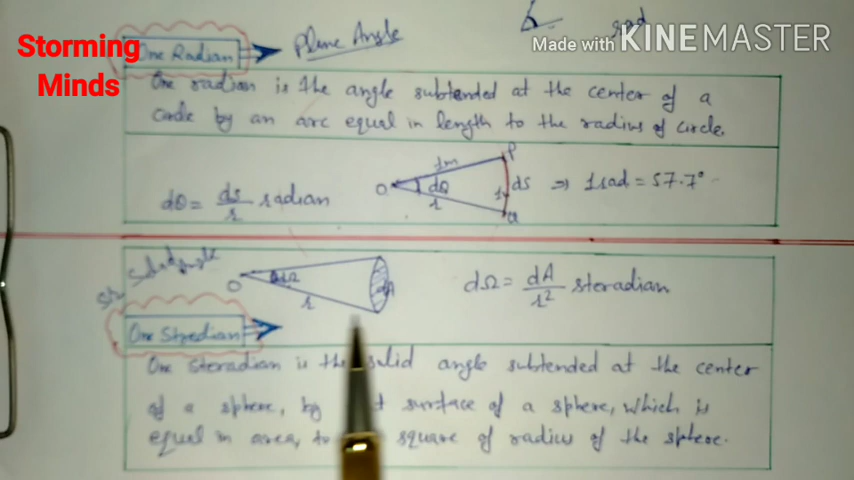 Storming
Minds
Made with KINEMASTER
rad
One Radian
Plane Angle
One radian is the angle subtended at the center of a
circle by an arc equal in length to the radius of circle.
dθ = ds/r radian
O
1m
dθ
r
P
ds
1
Q
⇒ 1 rad = 57.7°
Sr
Solid angle
O
dΩ
r
dA
dΩ = dA/r² steradian
One Stredian
One steradian is the solid angle subtended at the center
of a sphere, by surface of a sphere, which is
equal in area, to square of radius of the sphere.